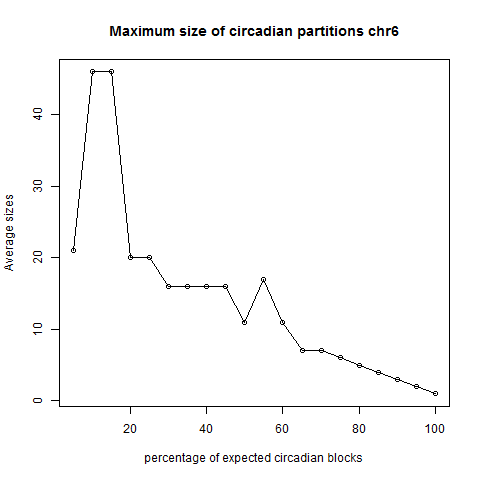 Maximum size of circadian partitions chr6
Average sizes
40
30
20
10
0
20 40 60 80 100
percentage of expected circadian blocks